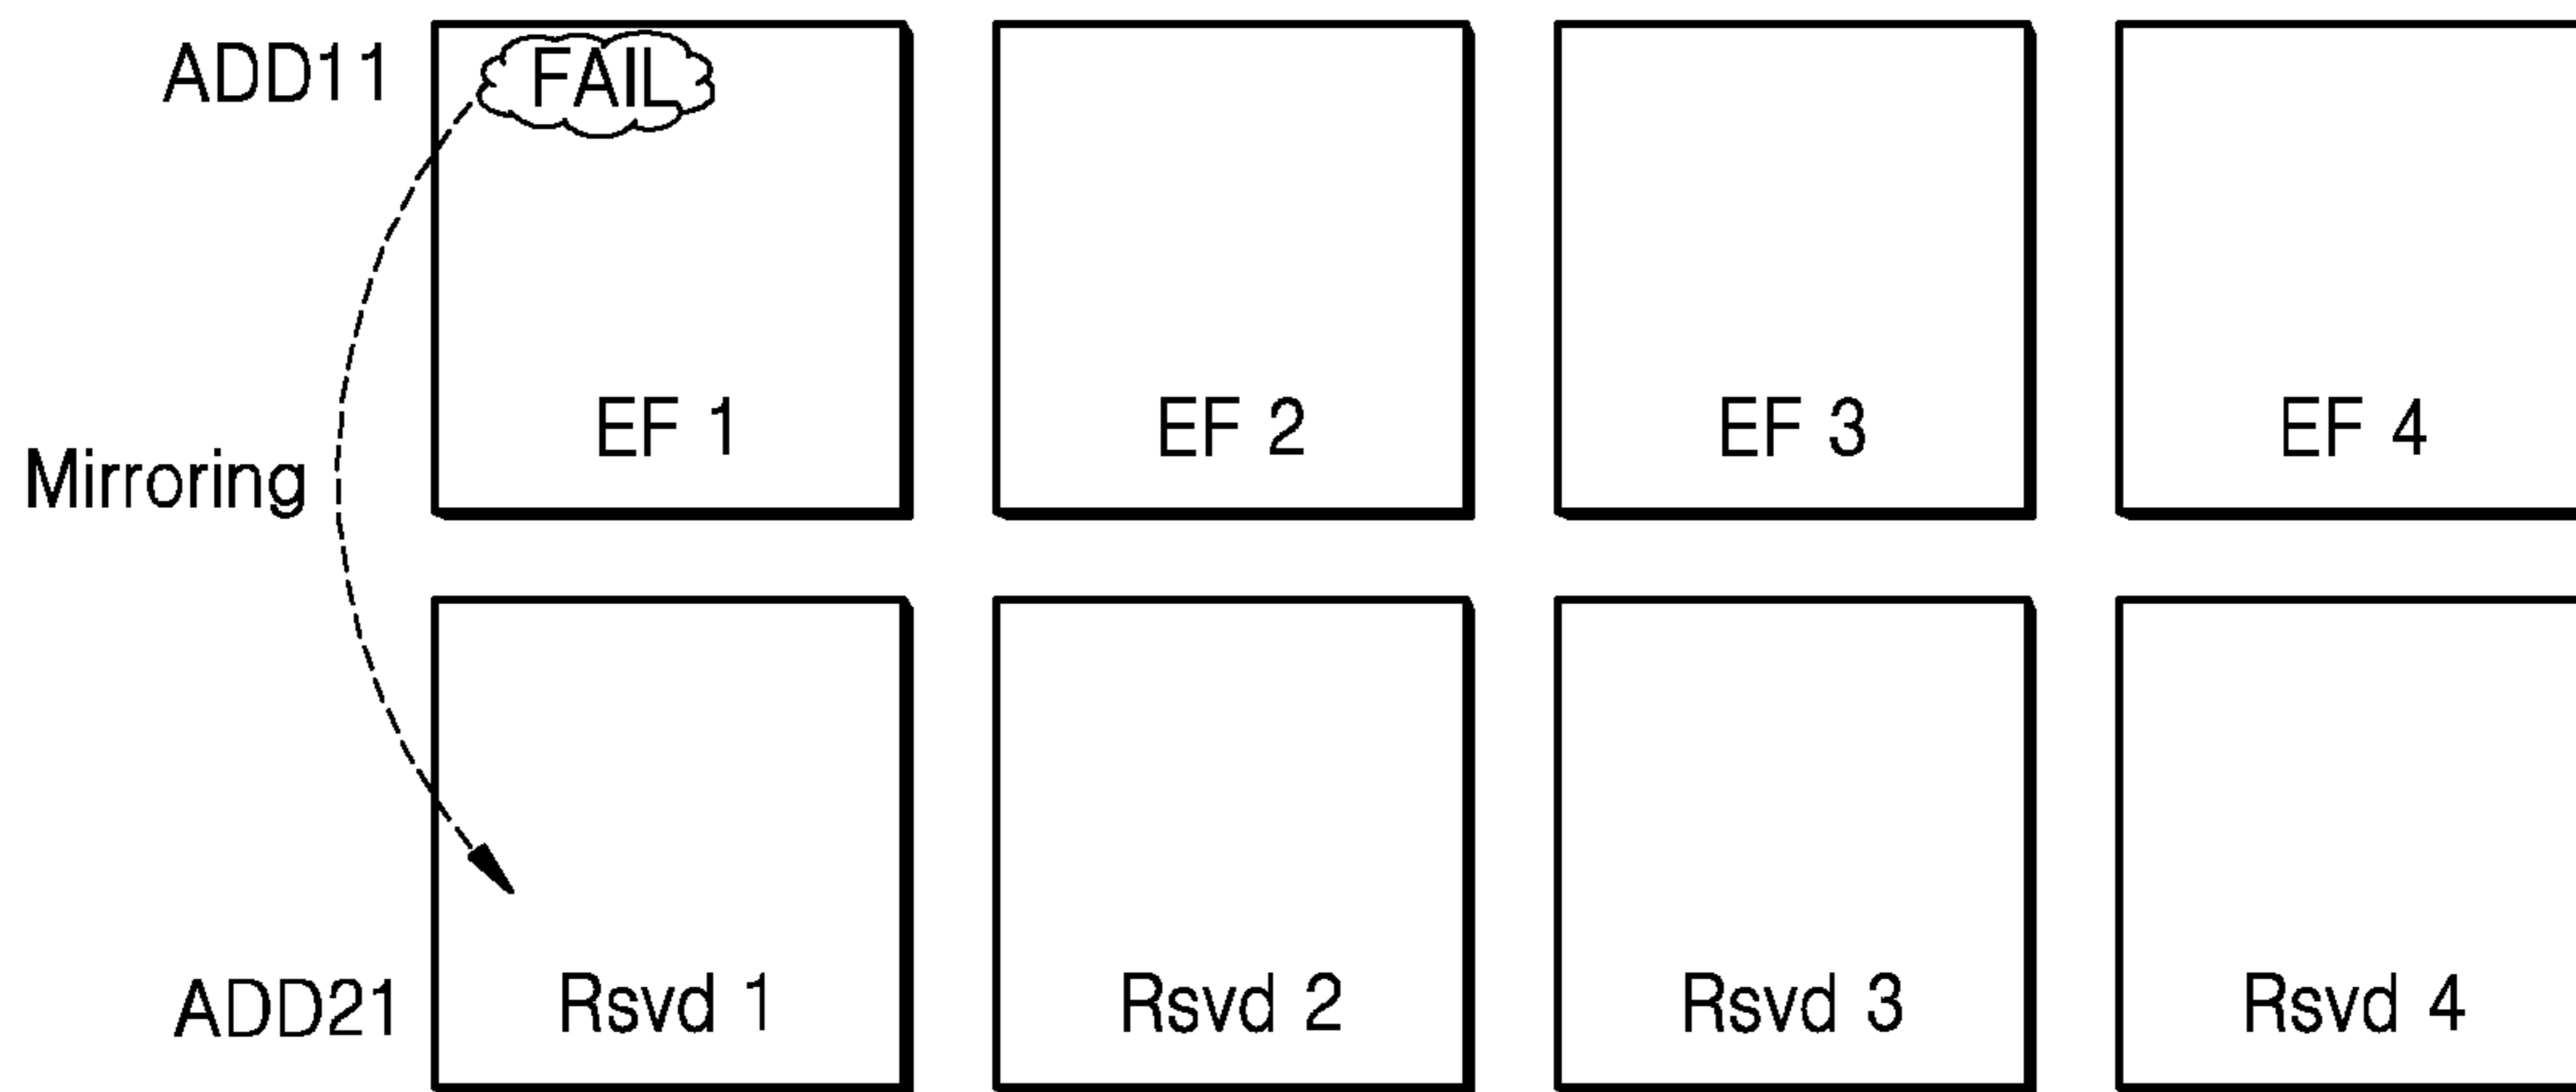 ADD11 FAIL
EF 1 EF 2 EF 3 EF 4
Mirroring
ADD21 Rsvd 1 Rsvd 2 Rsvd 3 Rsvd 4